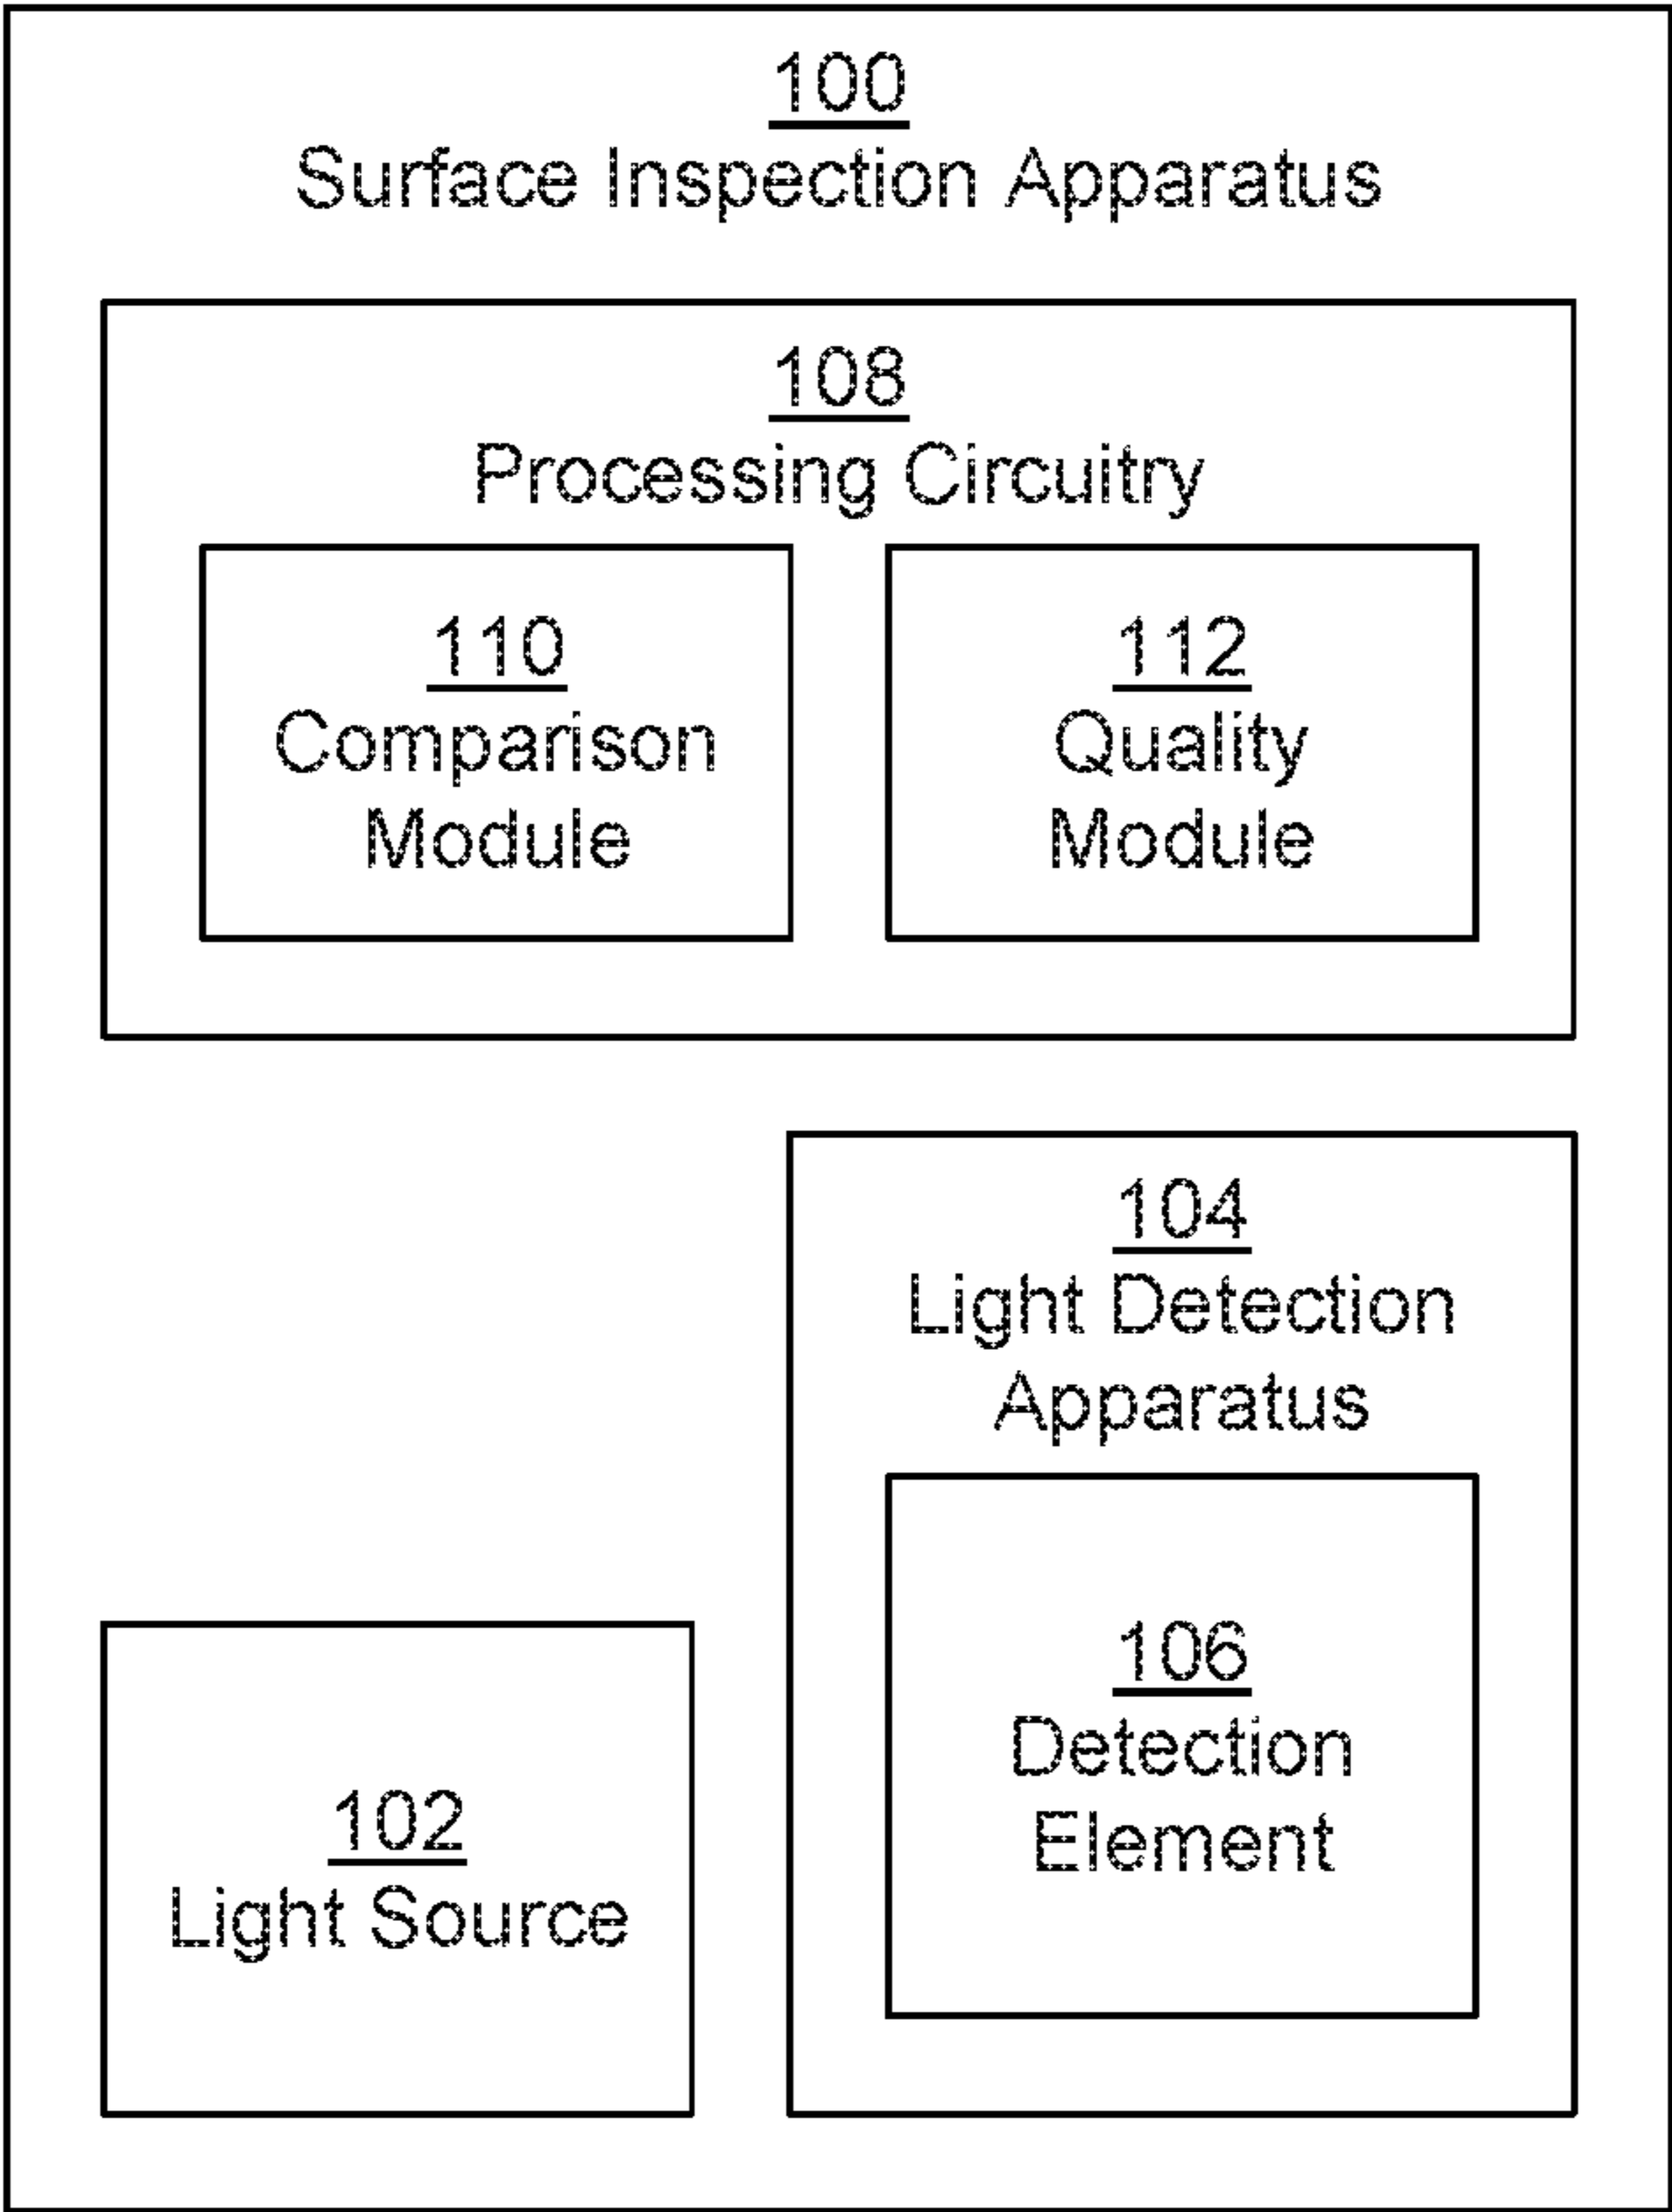 100
Surface Inspection Apparatus
108
Processing Circuitry
110
Comparison
Module
112
Quality
Module
104
Light Detection
Apparatus
106
Detection
Element
102
Light Source